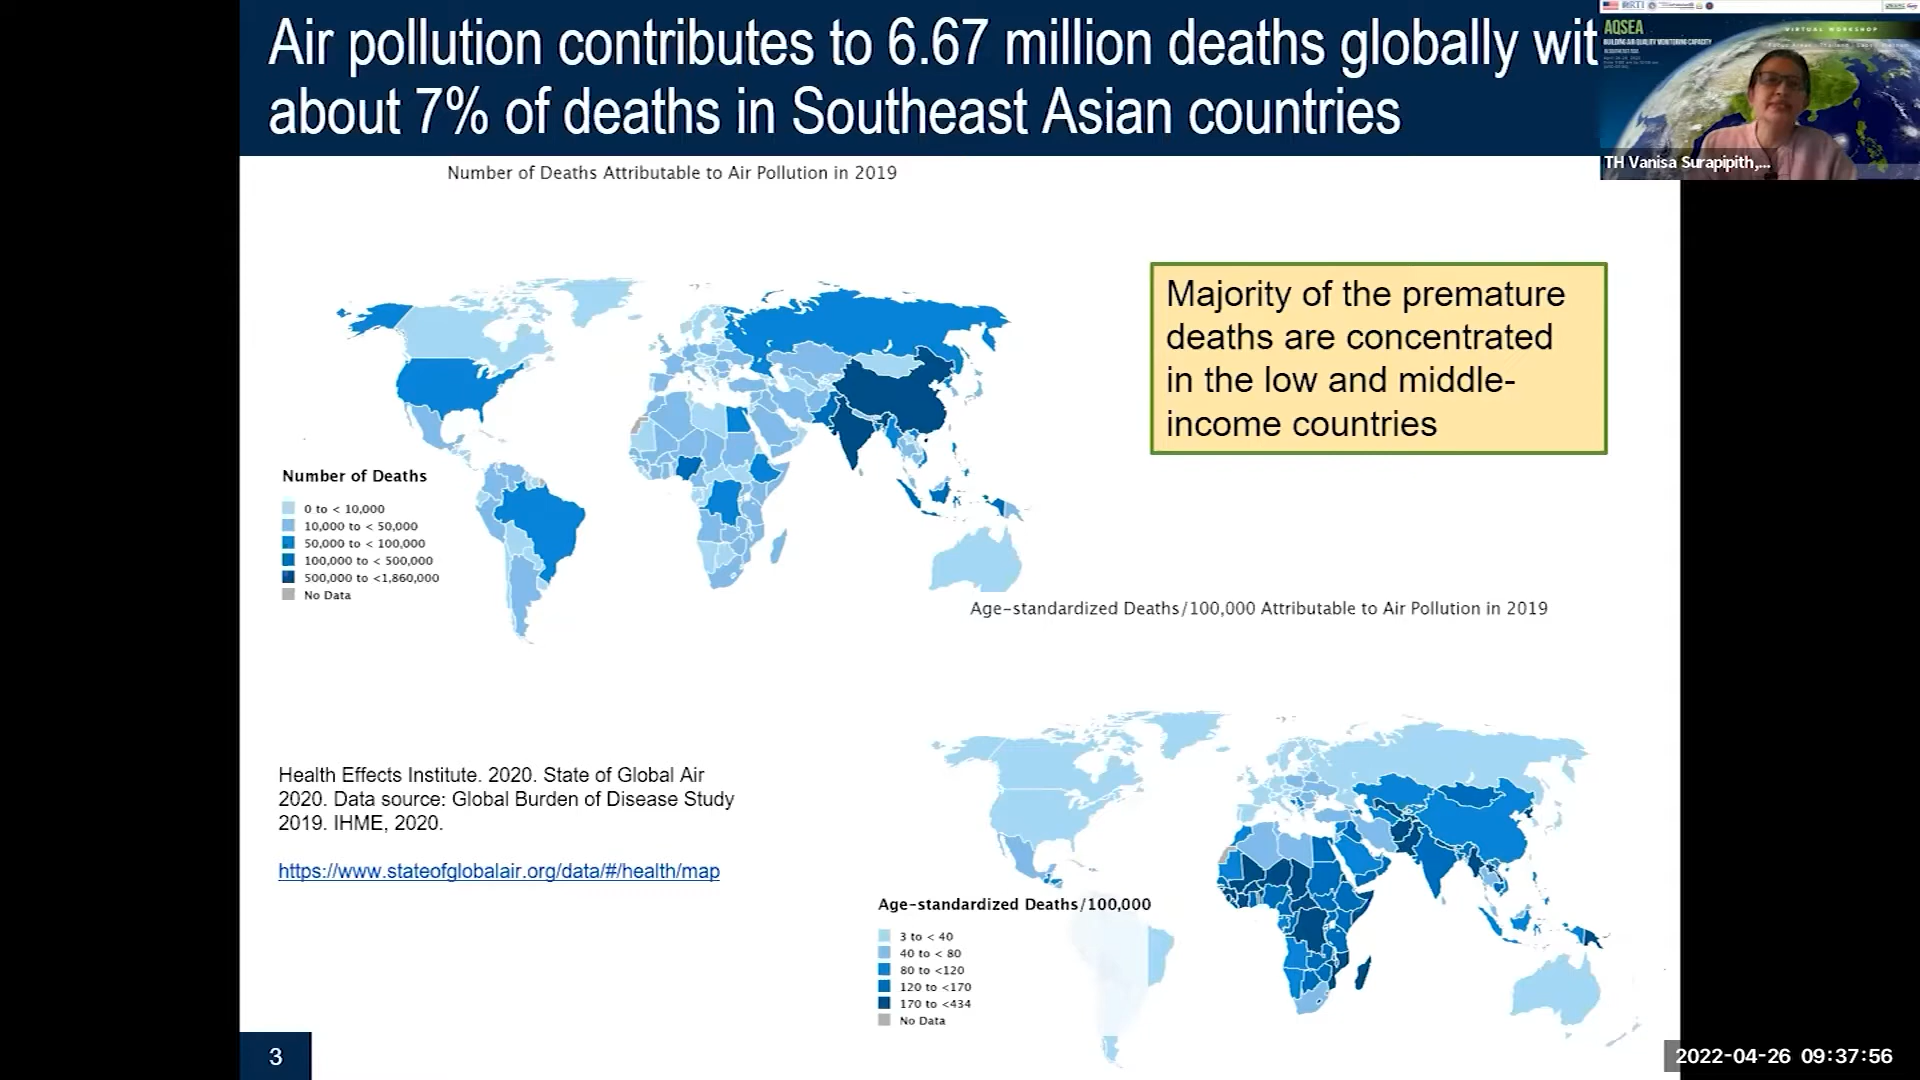 Air pollution contributes to 6.67 million deaths globally wit
about 7% of deaths in Southeast Asian countries
AQSEA
VIRTUAL WORKSHOP
BUILDING AIR QUALITY MONITORING CAPACITY
TH Vanisa Surapipith,...
Number of Deaths Attributable to Air Pollution in 2019
Majority of the premature
deaths are concentrated
in the low and middle-
income countries
Number of Deaths
0 to < 10,000
10,000 to < 50,000
50,000 to < 100,000
100,000 to < 500,000
500,000 to <1,860,000
No Data
Age-standardized Deaths/100,000 Attributable to Air Pollution in 2019
Health Effects Institute. 2020. State of Global Air
2020. Data source: Global Burden of Disease Study
2019. IHME, 2020.
https://www.stateofglobalair.org/data/#/health/map
Age-standardized Deaths/100,000
3 to < 40
40 to < 80
80 to <120
120 to <170
170 to <434
No Data
3
2022-04-26 09:37:56